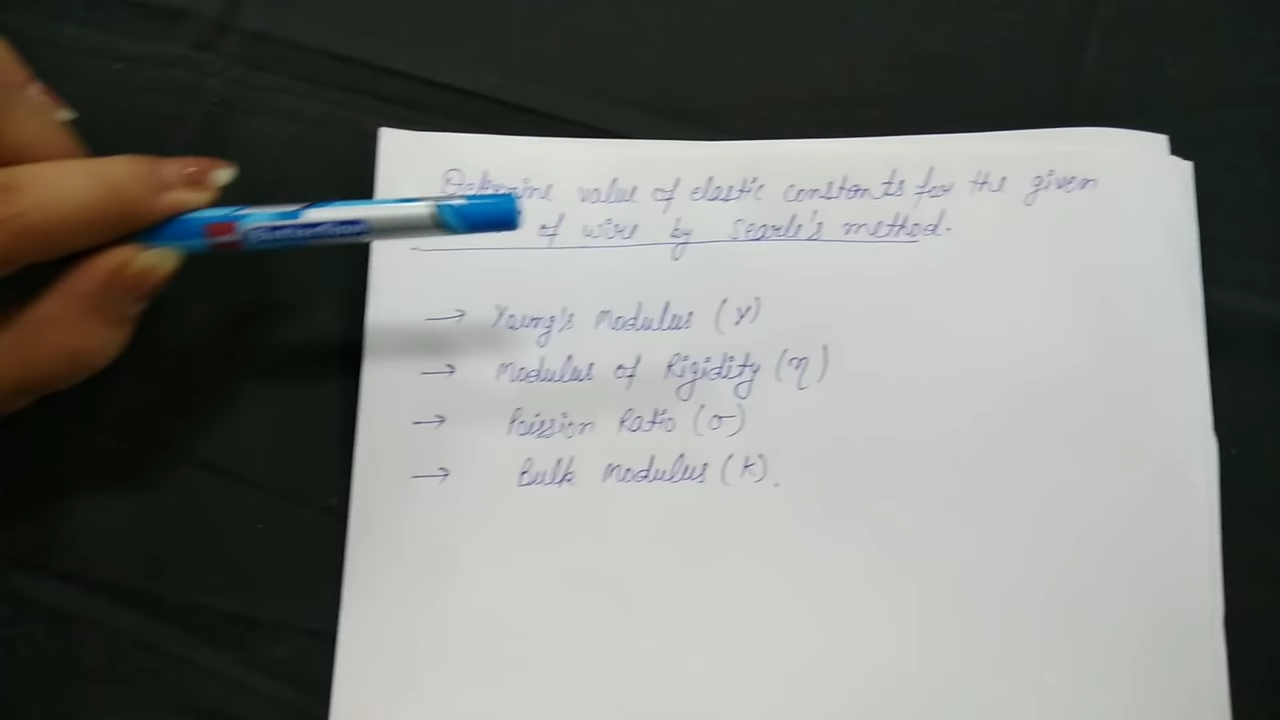 Determine value of elastic constants for the given
of wire by Searle's method.
→ Young's Modulus (Y)
→ Modulus of Rigidity (η)
→ Poission Ratio (σ)
→ Bulk modulus (K).